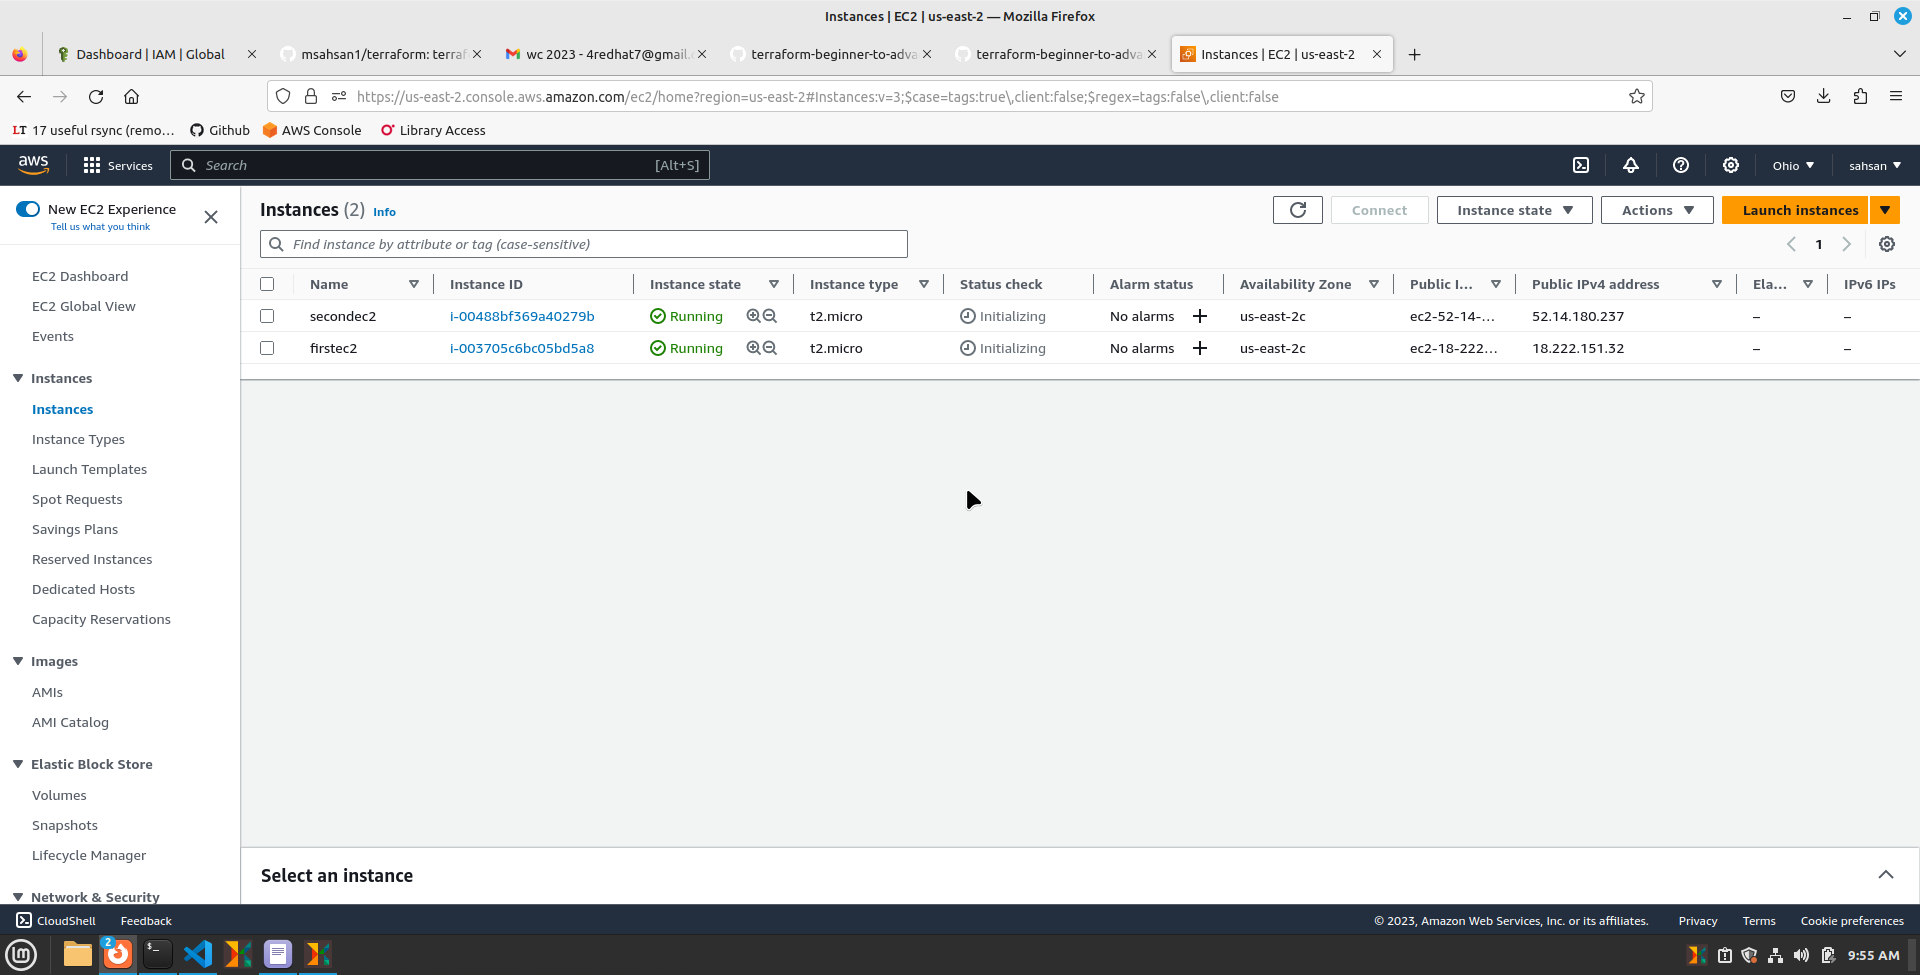 Instances | EC2 | us-east-2 — Mozilla Firefox
Dashboard | IAM | Global
msahsan1/terraform: terraf
wc 2023 - 4redhat7@gmail.
terraform-beginner-to-adva
terraform-beginner-to-adva
Instances | EC2 | us-east-2
https://us-east-2.console.aws.amazon.com/ec2/home?region=us-east-2#Instances:v=3;$case=tags:true\,client:false;$regex=tags:false\,client:false
LT 17 useful rsync (remo…
Github
AWS Console
Library Access
aws
Services
Search
[Alt+S]
Ohio
sahsan
New EC2 Experience
Tell us what you think
EC2 Dashboard
EC2 Global View
Events
Instances
Instances
Instance Types
Launch Templates
Spot Requests
Savings Plans
Reserved Instances
Dedicated Hosts
Capacity Reservations
Images
AMIs
AMI Catalog
Elastic Block Store
Volumes
Snapshots
Lifecycle Manager
Network & Security
Instances (2) Info
Connect
Instance state
Actions
Launch instances
Find instance by attribute or tag (case-sensitive)
1
Name Instance ID Instance state Instance type Status check Alarm status Availability Zone Public I... Public IPv4 address Ela... IPv6 IPs
secondec2 i-00488bf369a40279b Running t2.micro Initializing No alarms + us-east-2c ec2-52-14-... 52.14.180.237 – –
firstec2 i-003705c6bc05bd5a8 Running t2.micro Initializing No alarms + us-east-2c ec2-18-222... 18.222.151.32 – –
Select an instance
CloudShell
Feedback
© 2023, Amazon Web Services, Inc. or its affiliates.
Privacy
Terms
Cookie preferences
2
9:55 AM